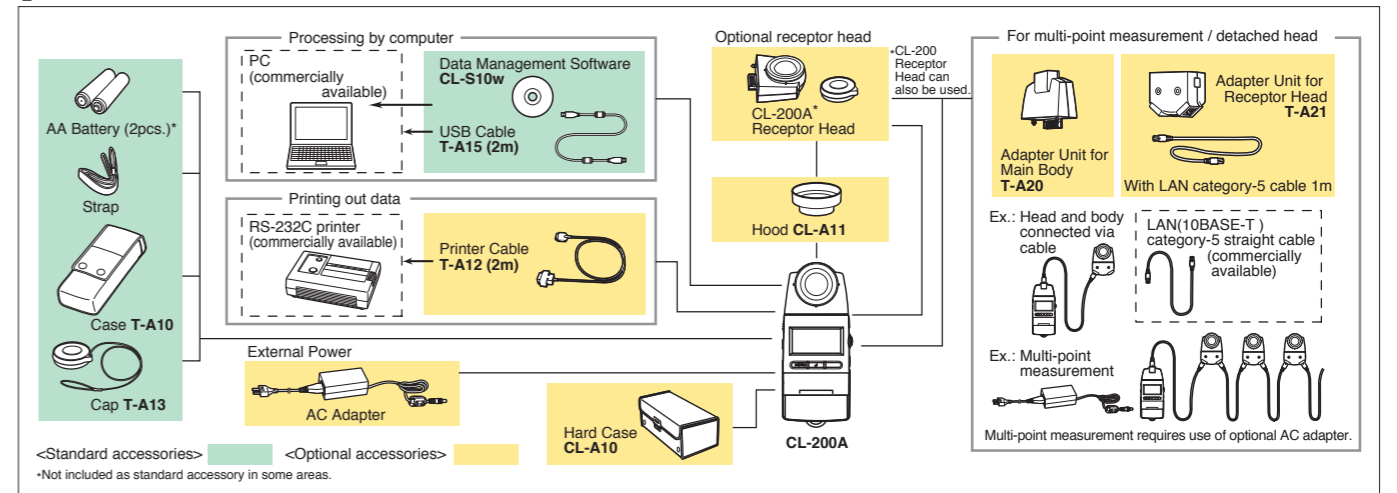 AA Battery (2pcs.)*
Strap
Case T-A10
Cap T-A13
Processing by computer
PC
(commercially
available)
Data Management Software
CL-S10w
USB Cable
T-A15 (2m)
Printing out data
RS-232C printer
(commercially available)
Printer Cable
T-A12 (2m)
External Power
AC Adapter
Optional receptor head
CL-200A*
Receptor Head
*CL-200
Receptor
Head can
also be used.
Hood CL-A11
CL-200A
Hard Case
CL-A10
For multi-point measurement / detached head
Adapter Unit for
Main Body
T-A20
Adapter Unit for
Receptor Head
T-A21
With LAN category-5 cable 1m
Ex.: Head and body
connected via
cable
LAN(10BASE-T )
category-5 straight cable
(commercially
available)
Ex.: Multi-point
measurement
Multi-point measurement requires use of optional AC adapter.
<Standard accessories>
<Optional accessories>
*Not included as standard accessory in some areas.